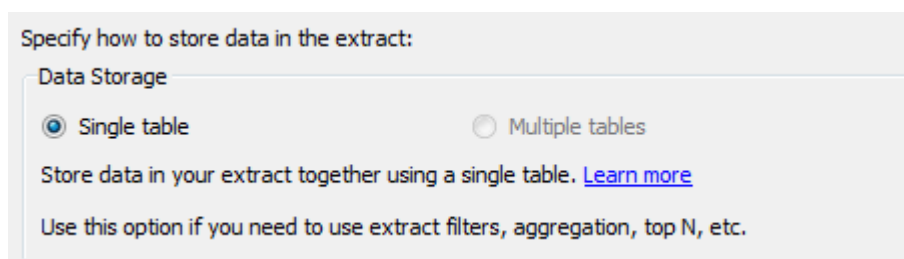 Specify how to store data in the extract:
Data Storage
Single table
Multiple tables
Store data in your extract together using a single table. Learn more
Use this option if you need to use extract filters, aggregation, top N, etc.